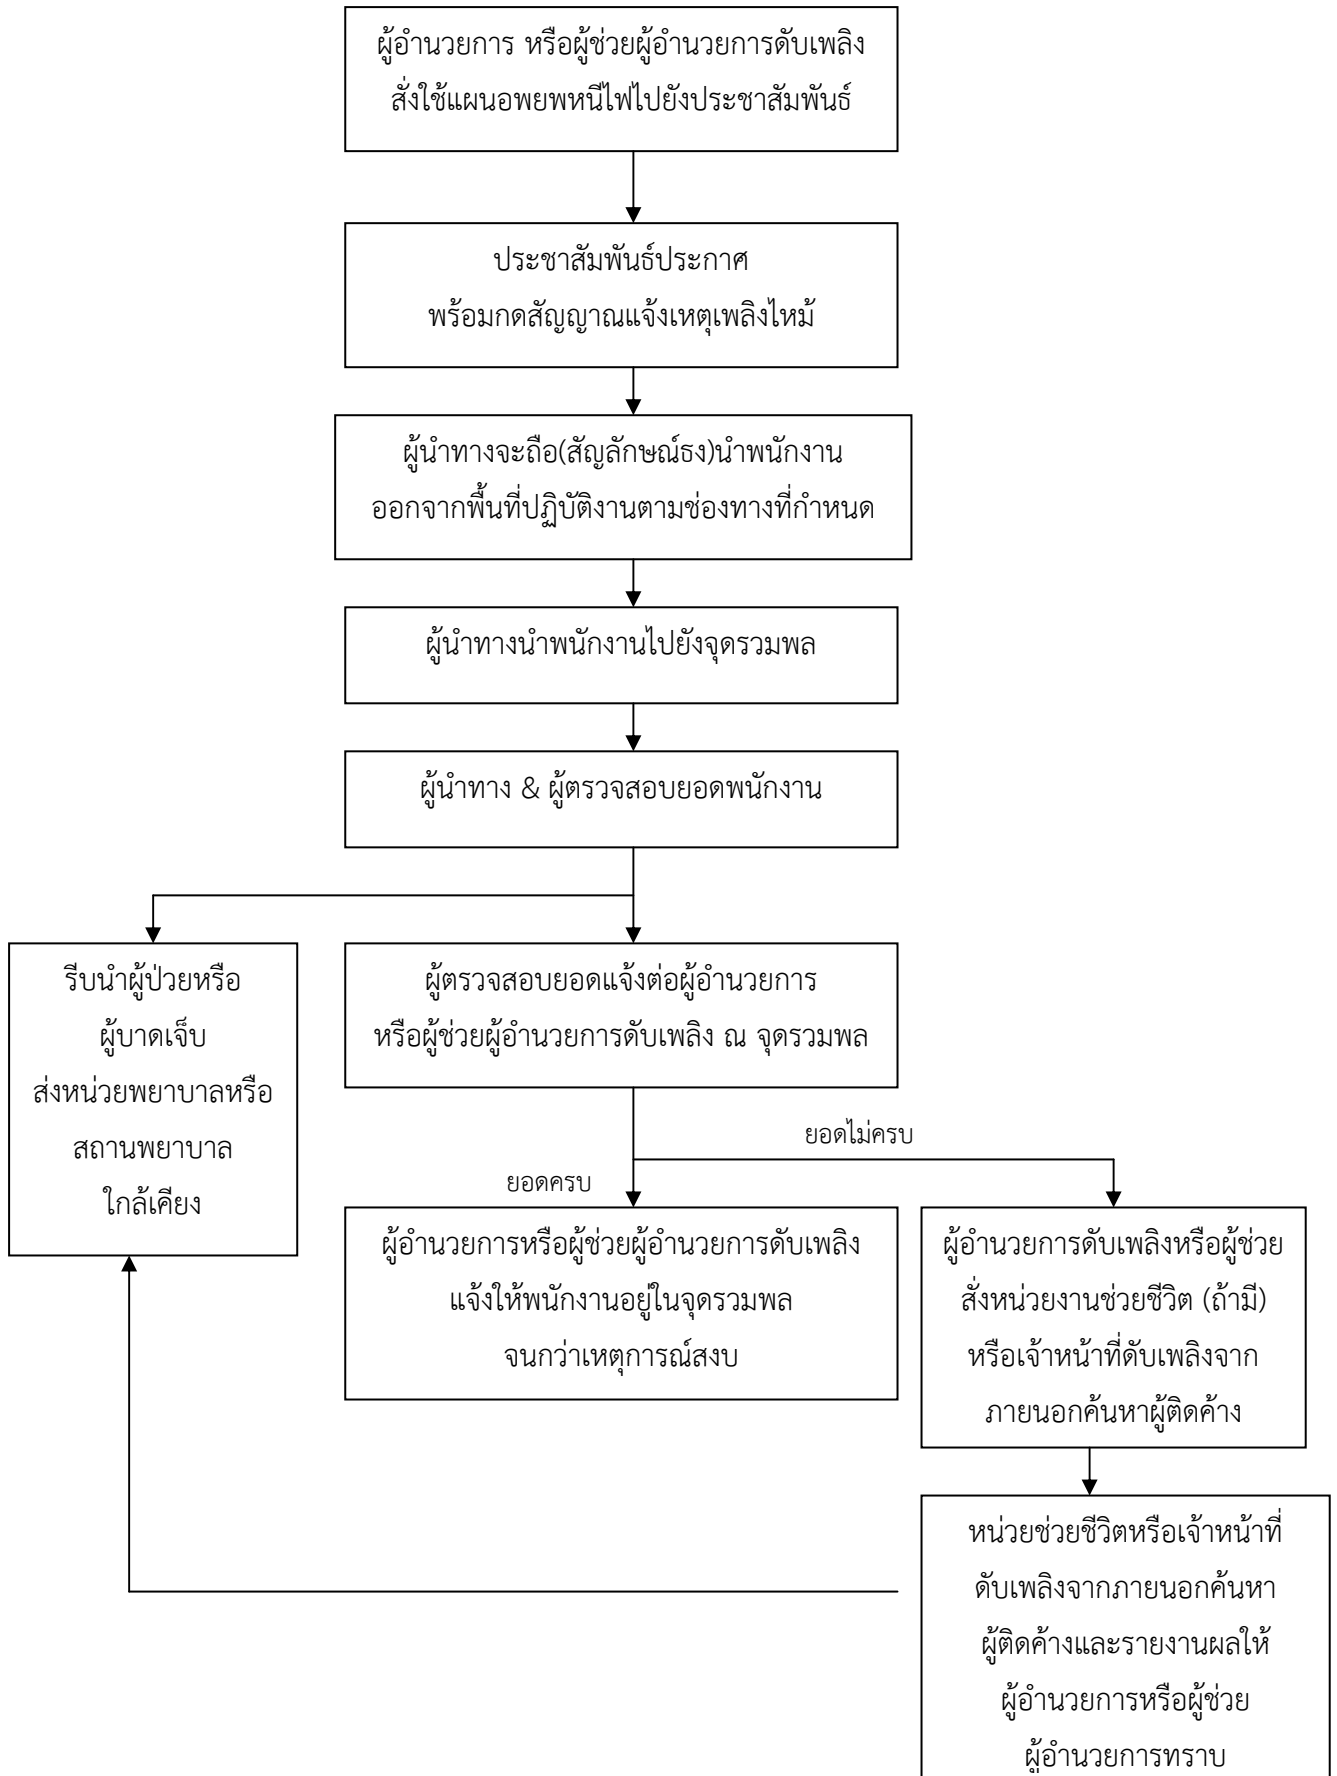 ผู้อำนวยการ หรือผู้ช่วยผู้อำนวยการดับเพลิง
สั่งใช้แผนอพยพหนีไฟไปยังประชาสัมพันธ์
ประชาสัมพันธ์ประกาศ
พร้อมกดสัญญาณแจ้งเหตุเพลิงไหม้
ผู้นำทางจะถือ(สัญลักษณ์ธง)นำพนักงาน
ออกจากพื้นที่ปฏิบัติงานตามช่องทางที่กำหนด
ผู้นำทางนำพนักงานไปยังจุดรวมพล
ผู้นำทาง & ผู้ตรวจสอบยอดพนักงาน
รีบนำผู้ป่วยหรือ
ผู้บาดเจ็บ
ส่งหน่วยพยาบาลหรือ
สถานพยาบาล
ใกล้เคียง
ผู้ตรวจสอบยอดแจ้งต่อผู้อำนวยการ
หรือผู้ช่วยผู้อำนวยการดับเพลิง ณ จุดรวมพล
ยอดไม่ครบ
ยอดครบ
ผู้อำนวยการหรือผู้ช่วยผู้อำนวยการดับเพลิง
แจ้งให้พนักงานอยู่ในจุดรวมพล
จนกว่าเหตุการณ์สงบ
ผู้อำนวยการดับเพลิงหรือผู้ช่วย
สั่งหน่วยงานช่วยชีวิต (ถ้ามี)
หรือเจ้าหน้าที่ดับเพลิงจาก
ภายนอกค้นหาผู้ติดค้าง
หน่วยช่วยชีวิตหรือเจ้าหน้าที่
ดับเพลิงจากภายนอกค้นหา
ผู้ติดค้างและรายงานผลให้
ผู้อำนวยการหรือผู้ช่วย
ผู้อำนวยการทราบ